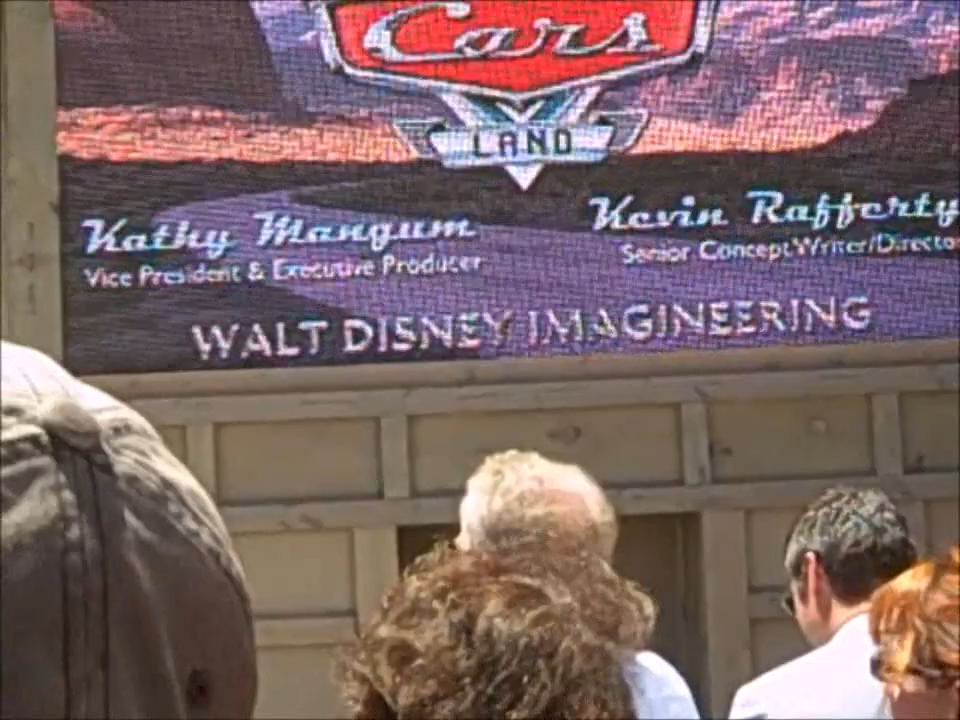 Cars
LAND
Kathy Mangum
Vice President & Executive Producer
Kevin Rafferty
Senior Concept Writer/Director
WALT DISNEY IMAGINEERING